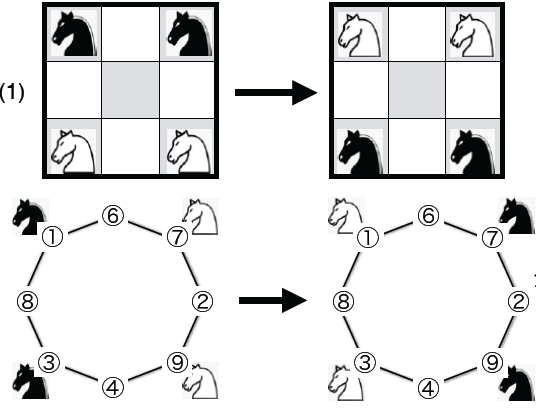 (1)
⑥ ⑥
① ⑦ ① ⑦
⑧ ② ⑧ ②
③ ⑨ ③ ⑨
④ ④